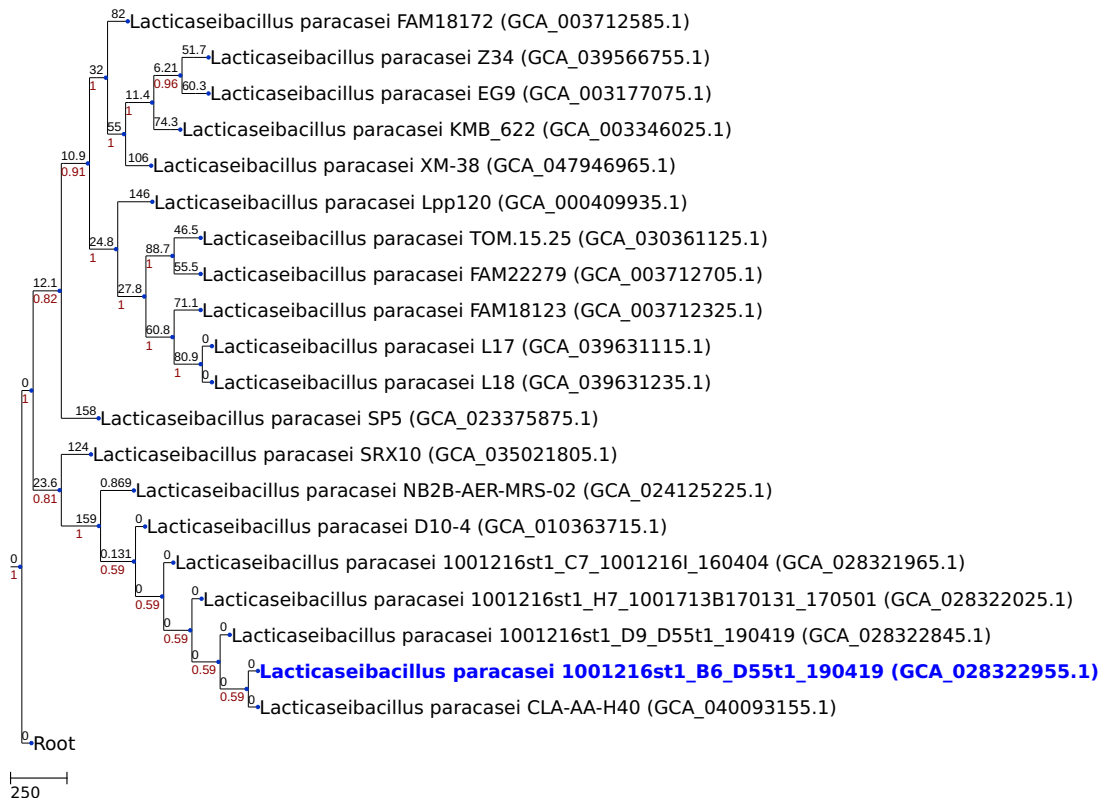 82 Lacticaseibacillus paracasei FAM18172 (GCA_003712585.1)
51.7 Lacticaseibacillus paracasei Z34 (GCA_039566755.1)
32
1
6.21
0.96
60.3 Lacticaseibacillus paracasei EG9 (GCA_003177075.1)
11.4
1
74.3 Lacticaseibacillus paracasei KMB_622 (GCA_003346025.1)
55
1
10.9
0.91
106 Lacticaseibacillus paracasei XM-38 (GCA_047946965.1)
146 Lacticaseibacillus paracasei Lpp120 (GCA_000409935.1)
46.5 Lacticaseibacillus paracasei TOM.15.25 (GCA_030361125.1)
24.8
1
88.7
1
55.5 Lacticaseibacillus paracasei FAM22279 (GCA_003712705.1)
12.1
0.82
27.8
1
71.1 Lacticaseibacillus paracasei FAM18123 (GCA_003712325.1)
60.8
1
0 Lacticaseibacillus paracasei L17 (GCA_039631115.1)
80.9
1
0 Lacticaseibacillus paracasei L18 (GCA_039631235.1)
0
1
158 Lacticaseibacillus paracasei SP5 (GCA_023375875.1)
124 Lacticaseibacillus paracasei SRX10 (GCA_035021805.1)
23.6
0.81
0.869 Lacticaseibacillus paracasei NB2B-AER-MRS-02 (GCA_024125225.1)
159
1
0 Lacticaseibacillus paracasei D10-4 (GCA_010363715.1)
0.131
0.59
0
1
0 Lacticaseibacillus paracasei 1001216st1_C7_1001216I_160404 (GCA_028321965.1)
0
0.59
0 Lacticaseibacillus paracasei 1001216st1_H7_1001713B170131_170501 (GCA_028322025.1)
0
0.59
0 Lacticaseibacillus paracasei 1001216st1_D9_D55t1_190419 (GCA_028322845.1)
0
0.59
0 Lacticaseibacillus paracasei 1001216st1_B6_D55t1_190419 (GCA_028322955.1)
0
0.59
0 Lacticaseibacillus paracasei CLA-AA-H40 (GCA_040093155.1)
0 Root
250